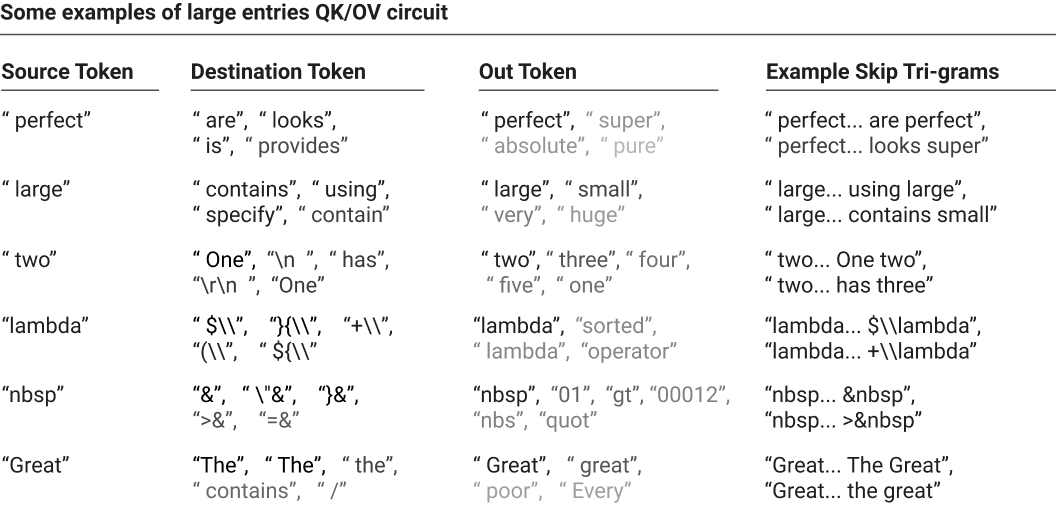 Some examples of large entries QK/OV circuit
Source Token Destination Token Out Token Example Skip Tri-grams
“ perfect” “ are”, “ looks”, “ perfect”, “ super”, “ perfect... are perfect”,
“ is”, “ provides” “ absolute”, “ pure” “ perfect... looks super”
“ large” “ contains”, “ using”, “ large”, “ small”, “ large... using large”,
“ specify”, “ contain” “ very”, “ huge” “ large... contains small”
“ two” “ One”, “\n ”, “ has”, “ two”, “ three”, “ four”, “ two... One two”,
“\r\n ”, “One” “ five”, “ one” “ two... has three”
“lambda” “ $\\”, “}{\\”, “+\\”, “lambda”, “sorted”, “lambda... $\\lambda”,
“(\\”, “ ${\\” “ lambda”, “operator” “lambda... +\\lambda”
“nbsp” “&”, “ \"&”, “}&”, “nbsp”, “01”, “gt”, “00012”, “nbsp... &nbsp”,
“>&”, “=&” “nbs”, “quot” “nbsp... >&nbsp”
“Great” “The”, “ The”, “ the”, “ Great”, “ great”, “Great... The Great”,
“ contains”, “ /” “ poor”, “ Every” “Great... the great”